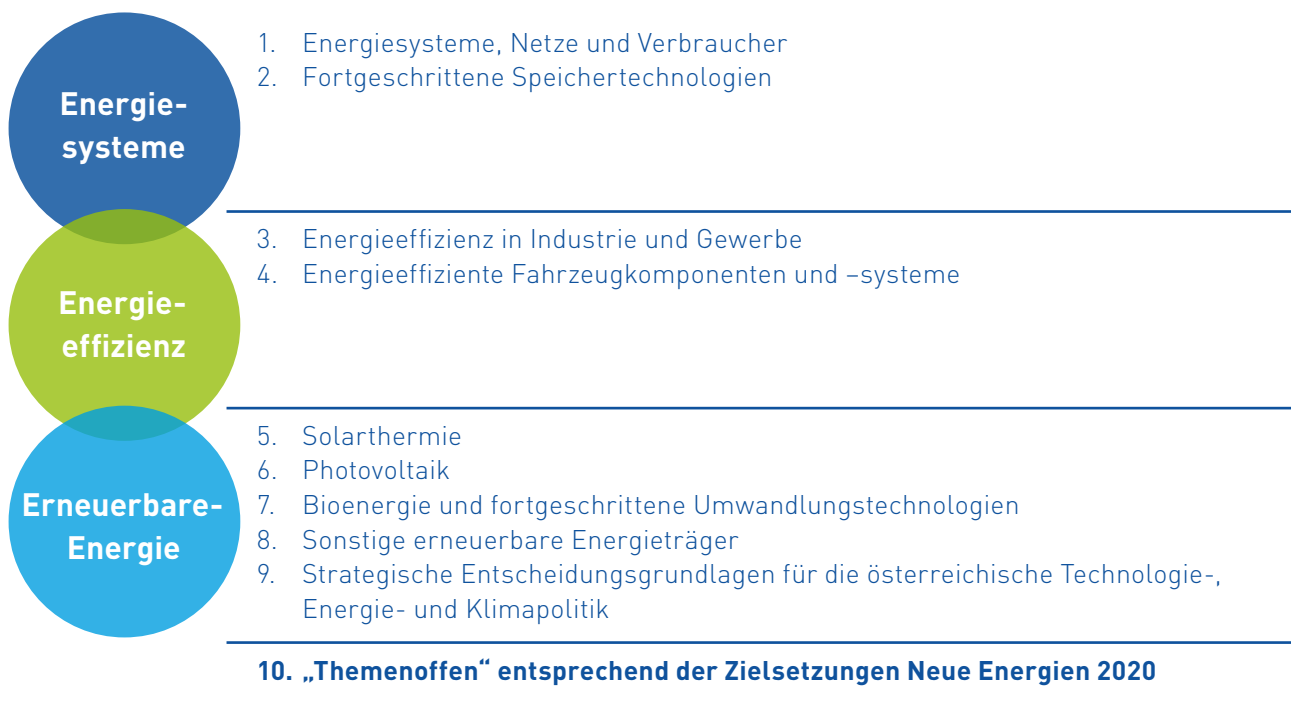 Energie-
systeme
1. Energiesysteme, Netze und Verbraucher
2. Fortgeschrittene Speichertechnologien
Energie-
effizienz
3. Energieeffizienz in Industrie und Gewerbe
4. Energieeffiziente Fahrzeugkomponenten und –systeme
Erneuerbare-
Energie
5. Solarthermie
6. Photovoltaik
7. Bioenergie und fortgeschrittene Umwandlungstechnologien
8. Sonstige erneuerbare Energieträger
9. Strategische Entscheidungsgrundlagen für die österreichische Technologie-,
Energie- und Klimapolitik
10. „Themenoffen“ entsprechend der Zielsetzungen Neue Energien 2020